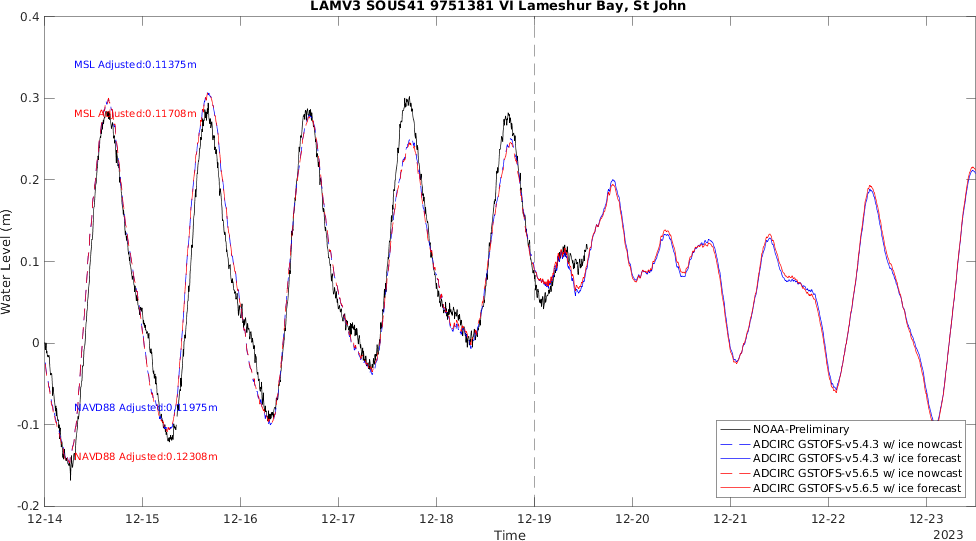 LAMV3 SOUS41 9751381 VI Lameshur Bay, St John
0.4
0.3
0.2
0.1
0
-0.1
-0.2
Water Level (m)
MSL Adjusted:0.11375m
MSL Adjusted:0.11708m
NAVD88 Adjusted:0.11975m
NAVD88 Adjusted:0.12308m
NOAA-Preliminary
ADCIRC GSTOFS-v5.4.3 w/ ice nowcast
ADCIRC GSTOFS-v5.4.3 w/ ice forecast
ADCIRC GSTOFS-v5.6.5 w/ ice nowcast
ADCIRC GSTOFS-v5.6.5 w/ ice forecast
12-14 12-15 12-16 12-17 12-18 12-19 12-20 12-21 12-22 12-23
Time
2023